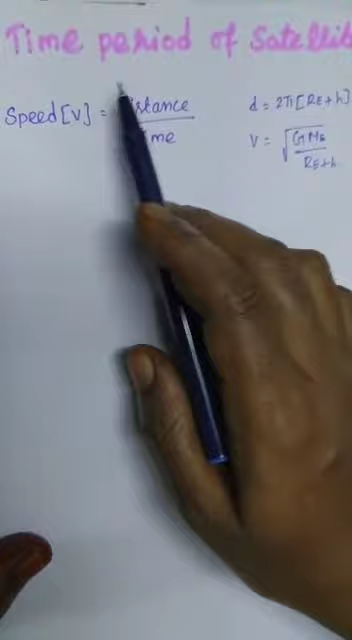 Time period of Satellite
Speed[v] = distance / time
d = 2π[RE+h]
v = √GME / RE+h